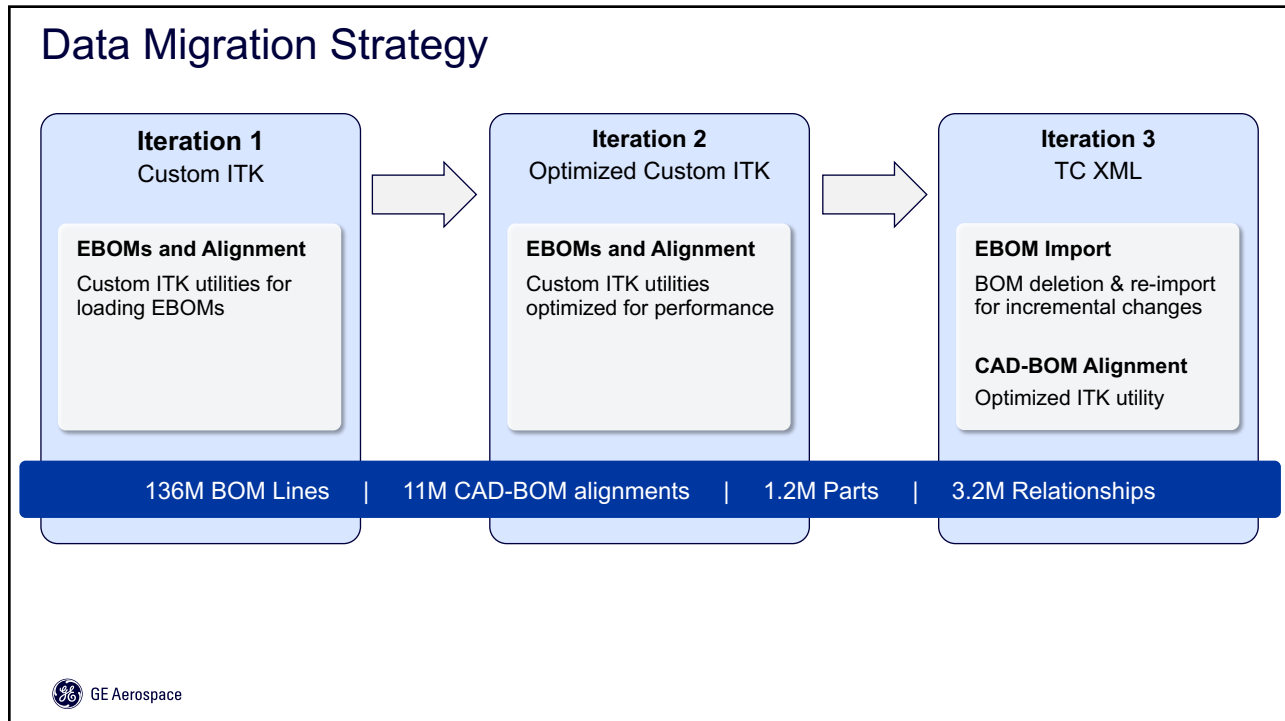 Data Migration Strategy
Iteration 1
Custom ITK
EBOMs and Alignment
Custom ITK utilities for
loading EBOMs
Iteration 2
Optimized Custom ITK
EBOMs and Alignment
Custom ITK utilities
optimized for performance
Iteration 3
TC XML
EBOM Import
BOM deletion & re-import
for incremental changes
CAD-BOM Alignment
Optimized ITK utility
136M BOM Lines | 11M CAD-BOM alignments | 1.2M Parts | 3.2M Relationships
GE Aerospace